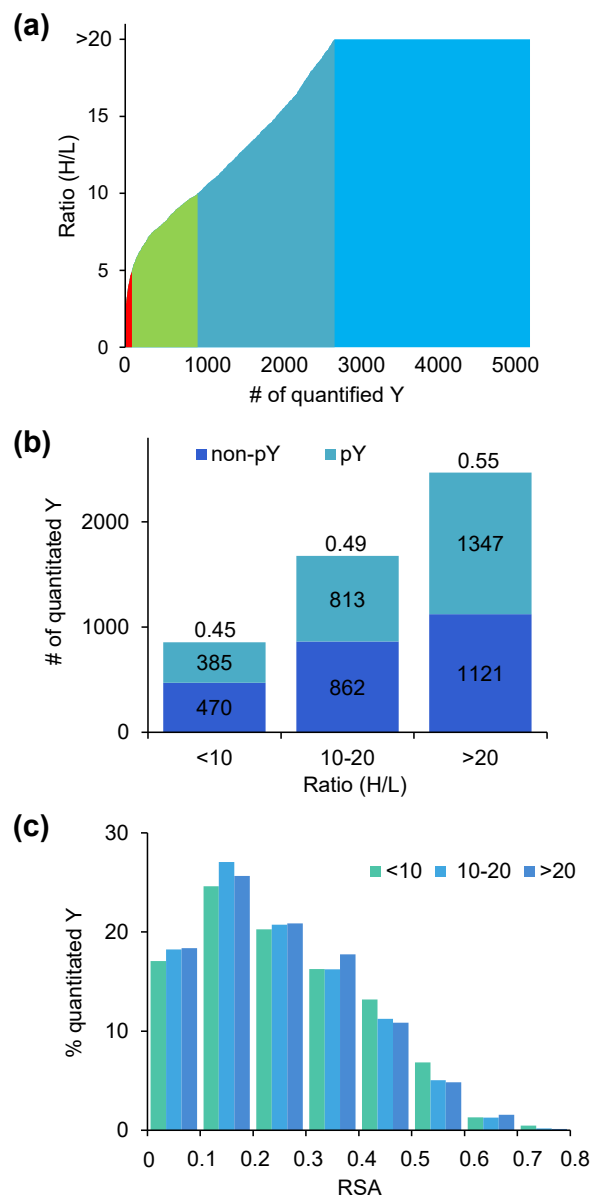 (a)
>20
15
10
5
0
Ratio (H/L)
0 1000 2000 3000 4000 5000
# of quantified Y
(b)
non-pY pY
# of quantitated Y
2000
1000
0
0.45
385
470
0.49
813
862
0.55
1347
1121
<10 10-20 >20
Ratio (H/L)
(c)
30
20
10
0
% quantitated Y
<10 10-20 >20
0 0.1 0.2 0.3 0.4 0.5 0.6 0.7 0.8
RSA